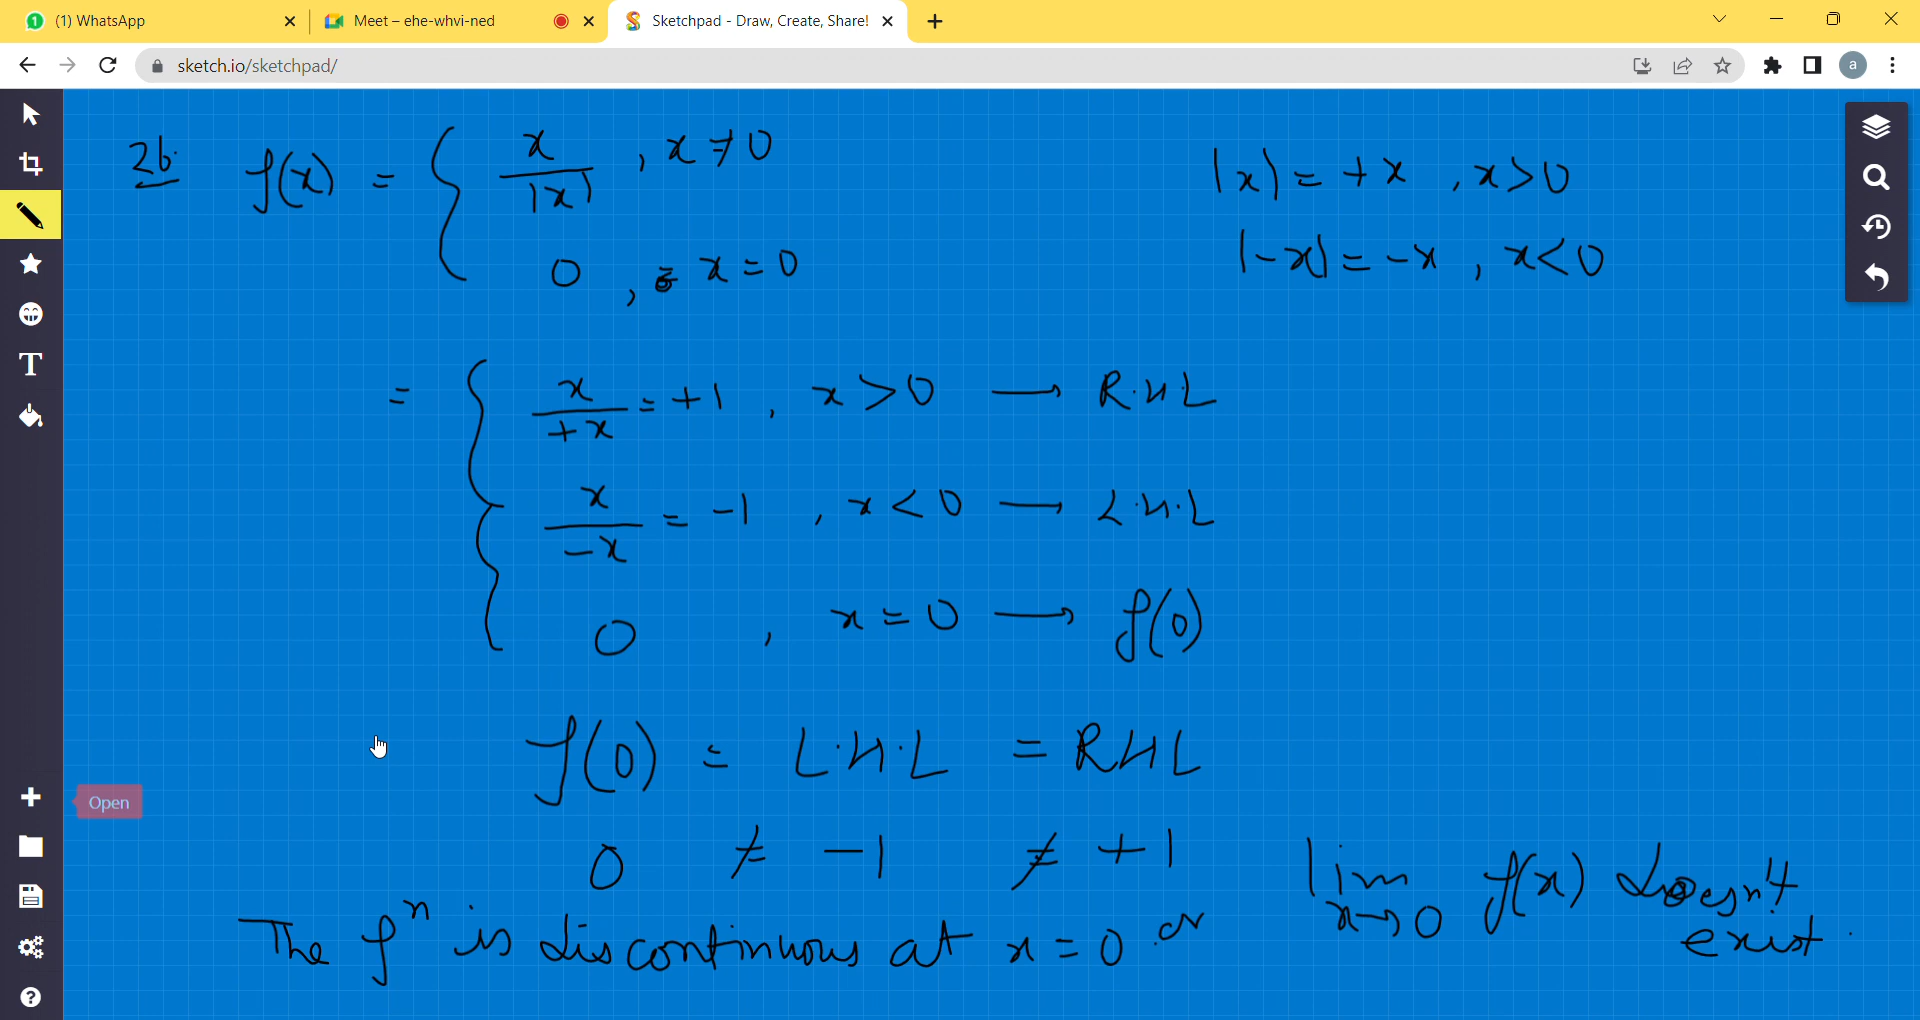 (1) WhatsApp
Meet – ehe-whvi-ned
Sketchpad - Draw, Create, Share!
sketch.io/sketchpad/
a
26. f(x) = { x/|x| , x ≠ 0
0 , x = 0
|x| = +x , x > 0
|-x| = -x , x < 0
= { x/+x = +1 , x > 0 → R.H.L
x/-x = -1 , x < 0 → L.H.L
0 , x = 0 → f(0)
f(0) = L.H.L = RHL
Open
0 ≠ -1 ≠ +1
The fⁿ is discontinuous at x = 0 or
lim x→0 f(x) doesn't
exist.